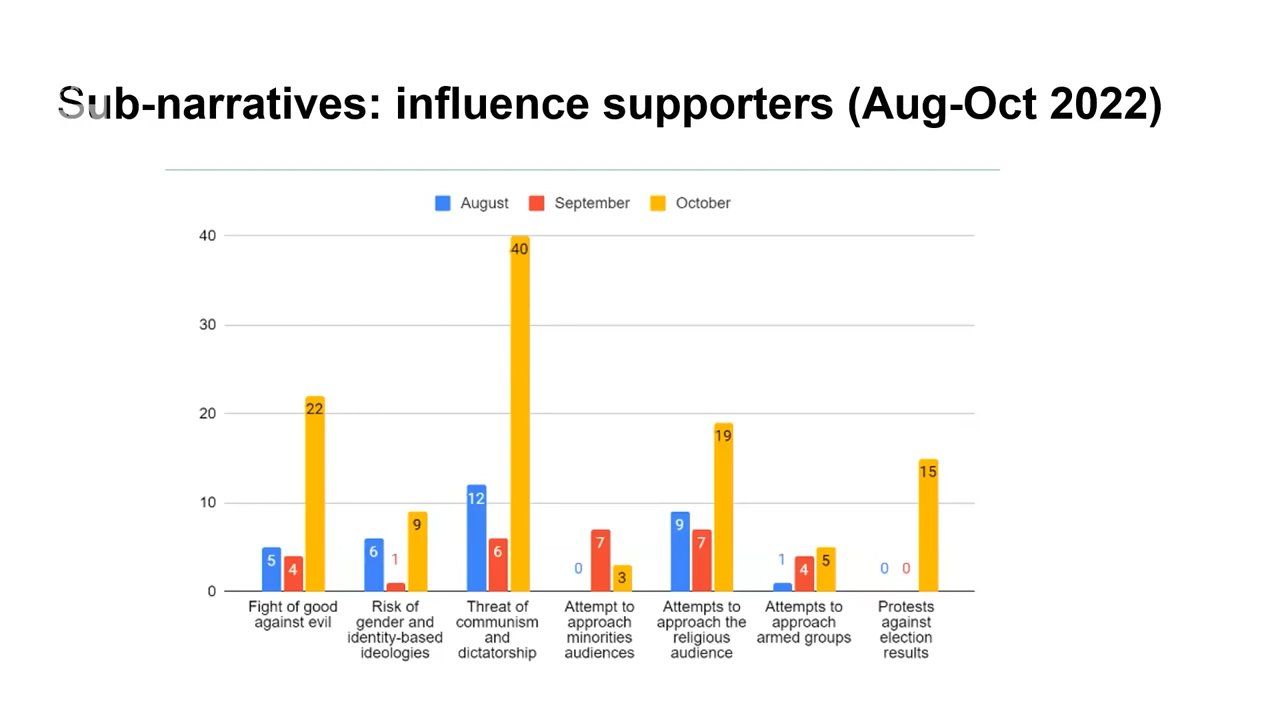 Sub-narratives: influence supporters (Aug-Oct 2022)
August September October
40
30
20
10
0
5 4 22
6 1 9
12 6 40
0 7 3
9 7 19
1 4 5
0 0 15
Fight of good
against evil
Risk of
gender and
identity-based
ideologies
Threat of
communism
and
dictatorship
Attempt to
approach
minorities
audiences
Attempts to
approach the
religious
audience
Attempts to
approach
armed groups
Protests
against
election
results